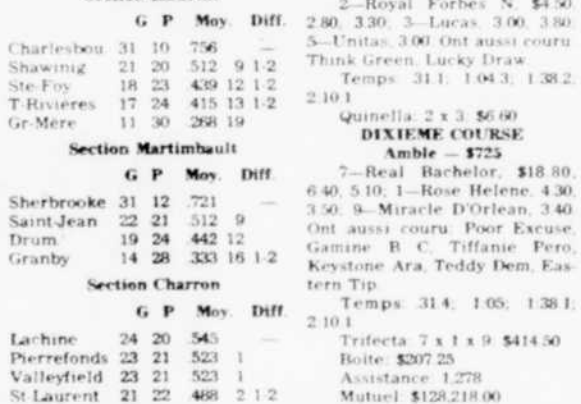 G P Moy. Diff.
Charlesbou 31 10 .756 —
Shawinig 21 20 .512 9 1-2
Ste-Foy 18 23 .439 12 1-2
T-Rivières 17 24 .415 13 1-2
Gr-Mère 11 30 .268 19
Section Martimbault
G P Moy. Diff.
Sherbrooke 31 12 .721 —
Saint-Jean 22 21 .512 9
Drum. 19 24 .442 12
Granby 14 28 .333 16 1-2
Section Charron
G P Moy. Diff.
Lachine 24 20 .545 —
Pierrefonds 23 21 .523 1
Valleyfield 23 21 .523 1
St-Laurent 21 22 .488 2 1-2
2—Royal Forbes N, $4.50,
2.80, 3.30; 3—Lucas, 3.00, 3.80;
5—Unitas, 3.00. Ont aussi couru:
Think Green, Lucky Draw.
Temps: 31.1; 1:04.3; 1:38.2;
2:10.1
Quinella: 2 x 3: $6.60
DIXIEME COURSE
Amble — $725
7—Real Bachelor, $18.80,
6.40, 5.10; 1—Rose Helene, 4.30,
3.50; 9—Miracle D'Orlean, 3.40.
Ont aussi couru: Poor Excuse,
Gamine B C, Tiffanie Pero,
Keystone Ara, Teddy Dem, Eas-
tern Tip.
Temps: 31.4; 1:05; 1:38.1;
2:10.1
Trifecta: 7 x 1 x 9: $414.50
Boite: $207.25
Assistance: 1,278
Mutuel: $128,218.00